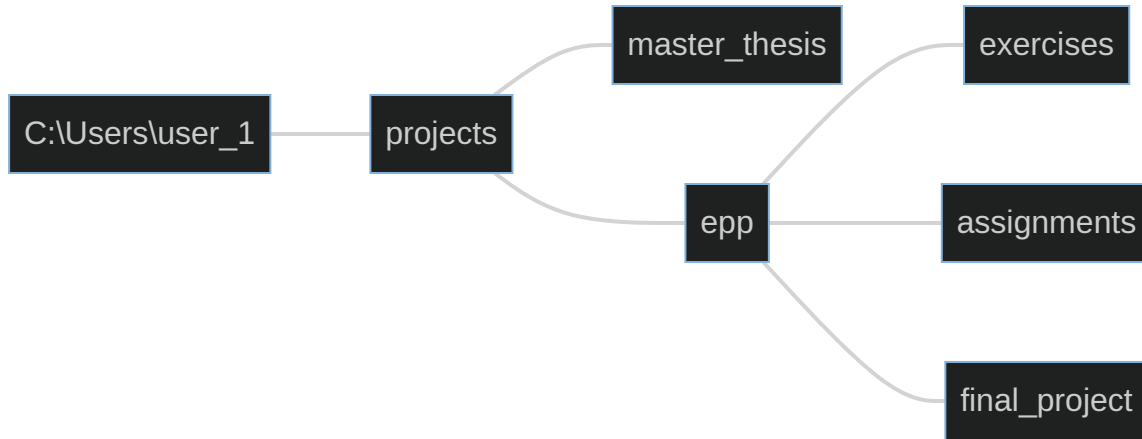 C:\Users\user_1
projects
master_thesis
epp
exercises
assignments
final_project